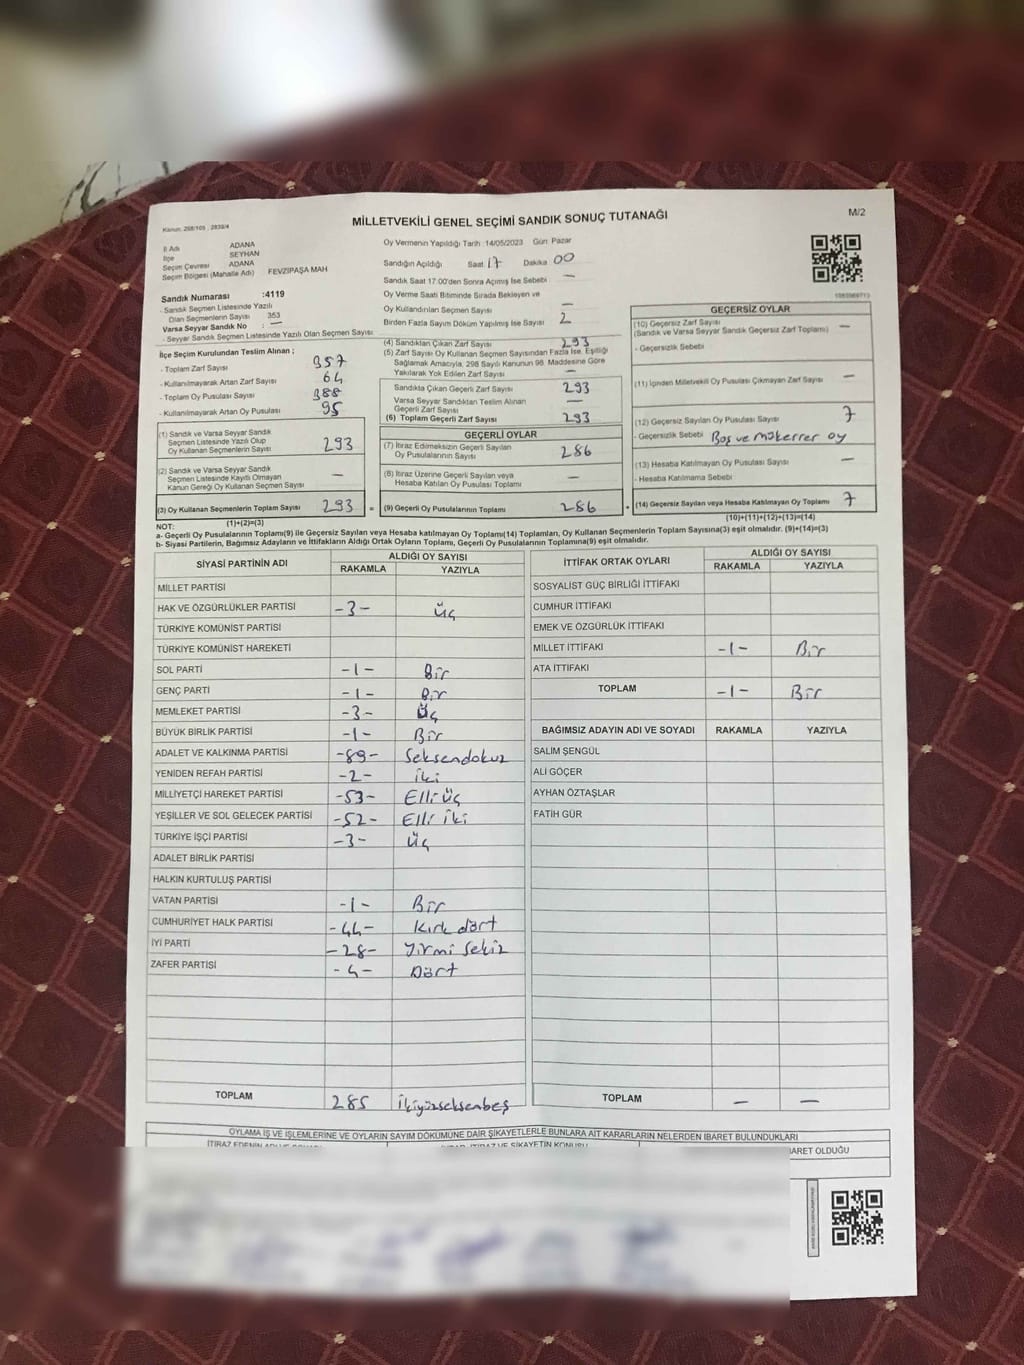 Kanun: 298/105 , 2839/4
MİLLETVEKİLİ GENEL SEÇİMİ SANDIK SONUÇ TUTANAĞI
M/2
İl Adı ADANA
İlçe SEYHAN
Seçim Çevresi ADANA
Seçim Bölgesi (Mahalle Adı) FEVZİPAŞA MAH
Sandık Numarası :4119
- Sandık Seçmen Listesinde Yazılı
Olan Seçmenlerin Sayısı 353
Varsa Seyyar Sandık No : —
- Seyyar Sandık Seçmen Listesinde Yazılı Olan Seçmen Sayısı:
İlçe Seçim Kurulundan Teslim Alınan ;
- Toplam Zarf Sayısı 357
- Kullanılmayarak Artan Zarf Sayısı 64
- Toplam Oy Pusulası Sayısı 388
- Kullanılmayarak Artan Oy Pusulası 95
(1) Sandık ve Varsa Seyyar Sandık
Seçmen Listesinde Yazılı Olup
Oy Kullanan Seçmenlerin Sayısı 293
(2) Sandık ve Varsa Seyyar Sandık
Seçmen Listesinde Kayıtlı Olmayan
Kanun Gereği Oy Kullanan Seçmen Sayısı —
(3) Oy Kullanan Seçmenlerin Toplam Sayısı 293 =
(1)+(2)=(3)
Oy Vermenin Yapıldığı Tarih :14/05/2023 Gün: Pazar
Sandığın Açıldığı Saat 17 Dakika 00
Sandık Saat 17:00'den Sonra Açımış İse Sebebi —
Oy Verme Saati Bitiminde Sırada Bekleyen ve
Oy Kullandırılan Seçmen Sayısı —
Birden Fazla Sayım Döküm Yapılmış İse Sayısı 2
(4) Sandıktan Çıkan Zarf Sayısı 293
(5) Zarf Sayısı Oy Kullanan Seçmen Sayısından Fazla İse, Eşitliği
Sağlamak Amacıyla, 298 Sayılı Kanunun 98. Maddesine Göre
Yakılarak Yok Edilen Zarf Sayısı —
Sandıkta Çıkan Geçerli Zarf Sayısı 293
Varsa Seyyar Sandıktan Teslim Alınan
Geçerli Zarf Sayısı —
(6) Toplam Geçerli Zarf Sayısı 293
GEÇERLİ OYLAR
(7) İtiraz Edilmeksizin Geçerli Sayılan
Oy Pusulalarının Sayısı 286
(8) İtiraz Üzerine Geçerli Sayılan veya
Hesaba Katılan Oy Pusulası Toplamı —
(9) Geçerli Oy Pusulalarının Toplamı 286 +
GEÇERSİZ OYLAR
(10) Geçersiz Zarf Sayısı
(Sandık ve Varsa Seyyar Sandık Geçersiz Zarf Toplamı) —
- Geçersizlik Sebebi
(11) İçinden Milletvekili Oy Pusulası Çıkmayan Zarf Sayısı —
(12) Geçersiz Sayılan Oy Pusulası Sayısı 7
- Geçersizlik Sebebi Boş ve mükerrer oy
(13) Hesaba Katılmayan Oy Pusulası Sayısı —
- Hesaba Katılmama Sebebi
(14) Geçersiz Sayılan veya Hesaba Katılmayan Oy Toplamı 7
(10)+(11)+(12)+(13)=(14)
NOT:
a- Geçerli Oy Pusulalarının Toplamı(9) ile Geçersiz Sayılan veya Hesaba katılmayan Oy Toplamı(14) Toplamları, Oy Kullanan Seçmenlerin Toplam Sayısına(3) eşit olmalıdır. (9)+(14)=(3)
b- Siyasi Partilerin, Bağımsız Adayların ve İttifakların Aldığı Ortak Oyların Toplamı, Geçerli Oy Pusulalarının Toplamına(9) eşit olmalıdır.
SİYASİ PARTİNİN ADI ALDIĞI OY SAYISI
RAKAMLA YAZIYLA
MİLLET PARTİSİ
HAK VE ÖZGÜRLÜKLER PARTİSİ -3- Üç
TÜRKİYE KOMÜNİST PARTİSİ
TÜRKİYE KOMÜNİST HAREKETİ
SOL PARTİ -1- Bir
GENÇ PARTİ -1- Bir
MEMLEKET PARTİSİ -3- Üç
BÜYÜK BİRLİK PARTİSİ -1- Bir
ADALET VE KALKINMA PARTİSİ -89- Seksendokuz
YENİDEN REFAH PARTİSİ -2- İki
MİLLİYETÇİ HAREKET PARTİSİ -53- Elli üç
YEŞİLLER VE SOL GELECEK PARTİSİ -52- Elli iki
TÜRKİYE İŞÇİ PARTİSİ -3- Üç
ADALET BİRLİK PARTİSİ
HALKIN KURTULUŞ PARTİSİ
VATAN PARTİSİ -1- Bir
CUMHURİYET HALK PARTİSİ -44- Kırk dört
İYİ PARTİ -28- Yirmi sekiz
ZAFER PARTİSİ -4- Dört
TOPLAM 285 ikiyüzseksenbeş
İTTİFAK ORTAK OYLARI ALDIĞI OY SAYISI
RAKAMLA YAZIYLA
SOSYALİST GÜÇ BİRLİĞİ İTTİFAKI
CUMHUR İTTİFAKI
EMEK VE ÖZGÜRLÜK İTTİFAKI
MİLLET İTTİFAKI -1- Bir
ATA İTTİFAKI
TOPLAM -1- Bir
BAĞIMSIZ ADAYIN ADI VE SOYADI RAKAMLA YAZIYLA
SALİM ŞENGÜL
ALİ GÖÇER
AYHAN ÖZTAŞLAR
FATİH GÜR
TOPLAM — —
OYLAMA İŞ VE İŞLEMLERİNE VE OYLARIN SAYIM DÖKÜMÜNE DAİR ŞİKAYETLERLE BUNLARA AİT KARARLARIN NELERDEN İBARET BULUNDUKLARI
İBARET OLDUĞU